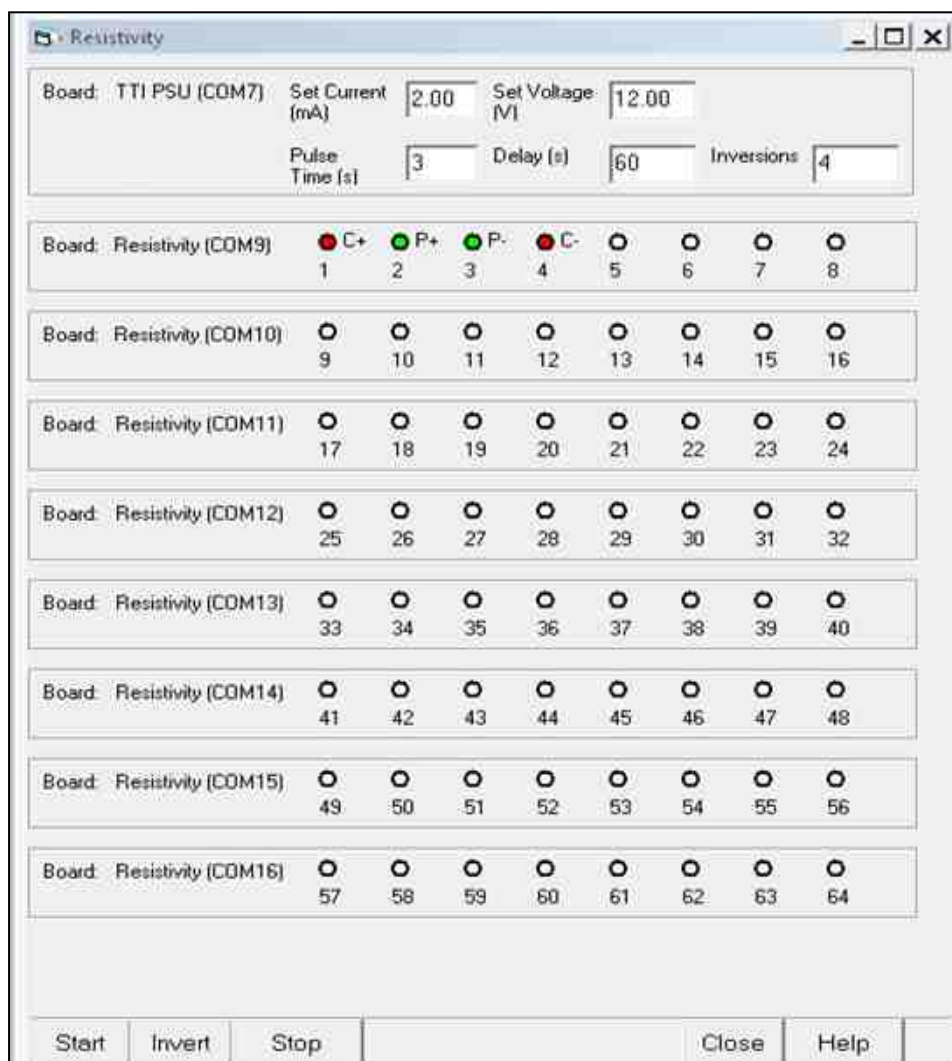 - Resistivity
Board: TTI PSU (COM7) Set Current (mA) 2.00 Set Voltage (V) 12.00
Pulse Time (s) 3 Delay (s) 60 Inversions 4
Board: Resistivity (COM9) C+ P+ P- C-
1 2 3 4 5 6 7 8
Board: Resistivity (COM10)
9 10 11 12 13 14 15 16
Board: Resistivity (COM11)
17 18 19 20 21 22 23 24
Board: Resistivity (COM12)
25 26 27 28 29 30 31 32
Board: Resistivity (COM13)
33 34 35 36 37 38 39 40
Board: Resistivity (COM14)
41 42 43 44 45 46 47 48
Board: Resistivity (COM15)
49 50 51 52 53 54 55 56
Board: Resistivity (COM16)
57 58 59 60 61 62 63 64
Start Invert Stop Close Help